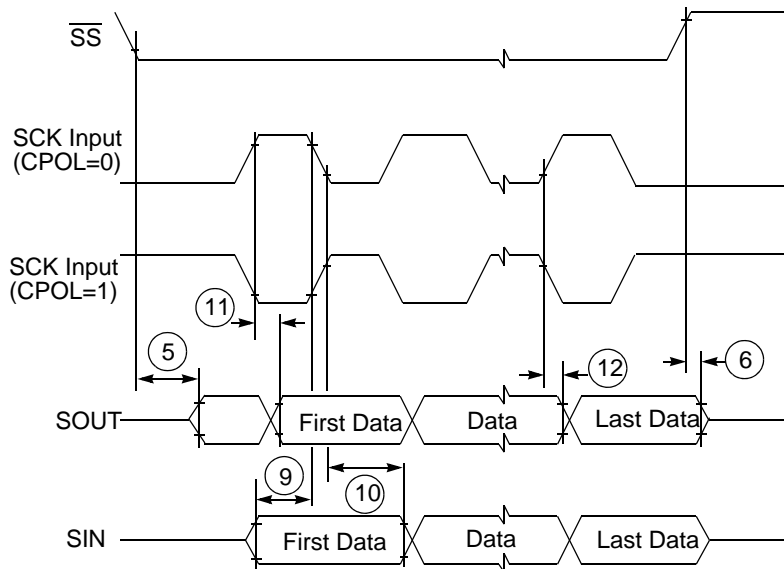 SS
SCK Input
(CPOL=0)
SCK Input
(CPOL=1)
11
5
12
6
SOUT
First Data
Data
Last Data
9
10
SIN
First Data
Data
Last Data